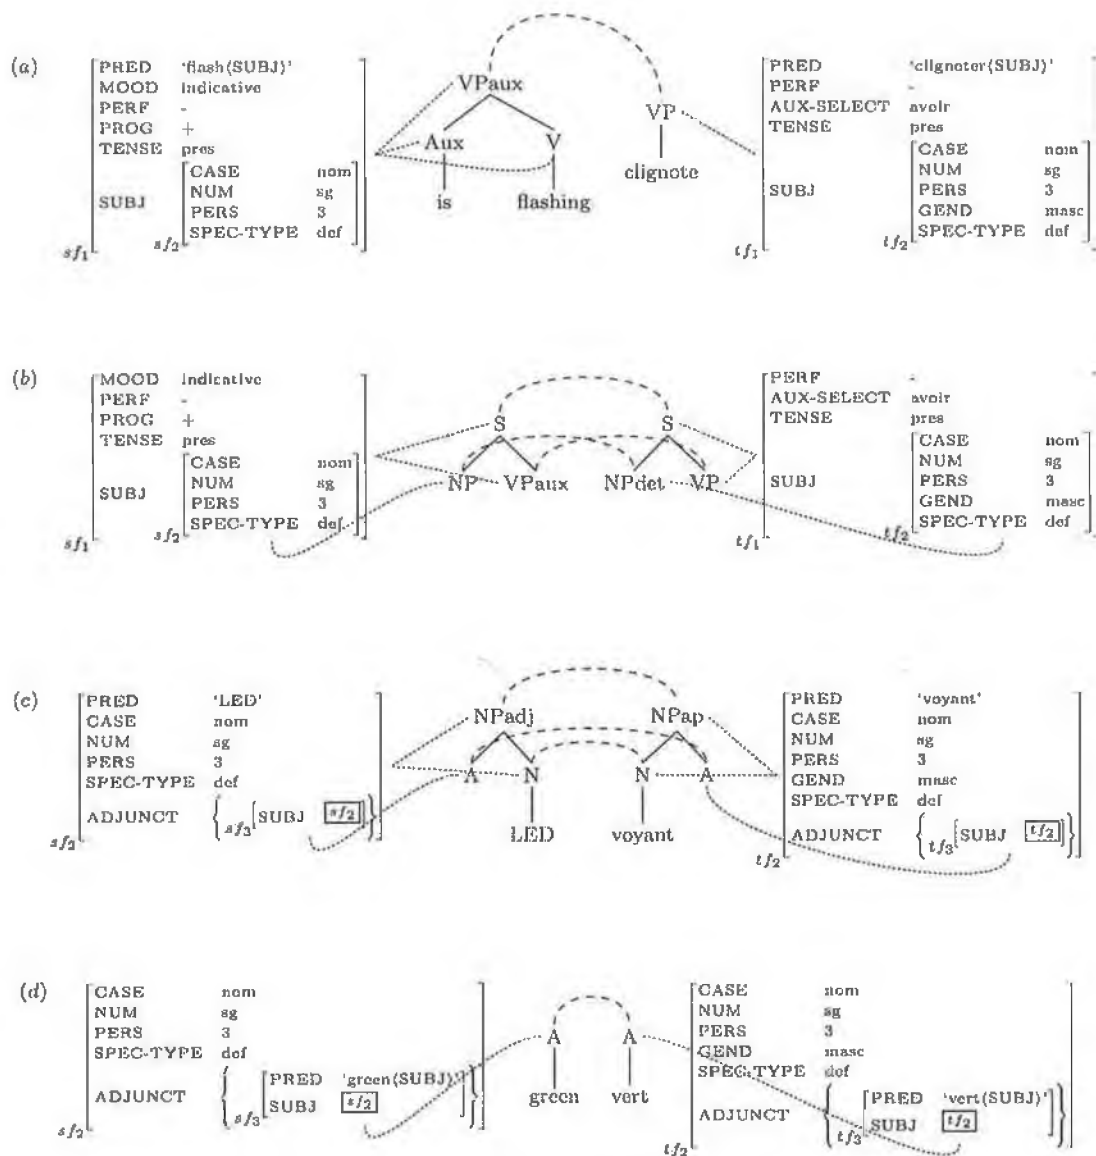 (a)
PRED 'flash⟨SUBJ⟩'
MOOD indicative
PERF -
PROG +
TENSE pres
SUBJ
CASE nom
NUM sg
PERS 3
SPEC-TYPE def
sf2
sf1
VPaux
Aux V
is flashing
VP
clignote
PRED 'clignoter⟨SUBJ⟩'
PERF -
AUX-SELECT avoir
TENSE pres
SUBJ
CASE nom
NUM sg
PERS 3
GEND masc
SPEC-TYPE def
tf2
tf1
(b)
MOOD indicative
PERF -
PROG +
TENSE pres
SUBJ
CASE nom
NUM sg
PERS 3
SPEC-TYPE def
sf2
sf1
S S
NP VPaux NPdet VP
PERF -
AUX-SELECT avoir
TENSE pres
SUBJ
CASE nom
NUM sg
PERS 3
GEND masc
SPEC-TYPE def
tf2
tf1
(c)
PRED 'LED'
CASE nom
NUM sg
PERS 3
SPEC-TYPE def
ADJUNCT { sf3 [SUBJ sf2] }
sf2
NPadj NPap
A N N A
LED voyant
PRED 'voyant'
CASE nom
NUM sg
PERS 3
GEND masc
SPEC-TYPE def
ADJUNCT { tf3 [SUBJ tf2] }
tf2
(d)
CASE nom
NUM sg
PERS 3
SPEC-TYPE def
ADJUNCT
PRED 'green⟨SUBJ⟩'
SUBJ sf2
sf3
sf2
A A
green vert
CASE nom
NUM sg
PERS 3
GEND masc
SPEC-TYPE def
ADJUNCT
PRED 'vert⟨SUBJ⟩'
SUBJ tf2
tf3
tf2